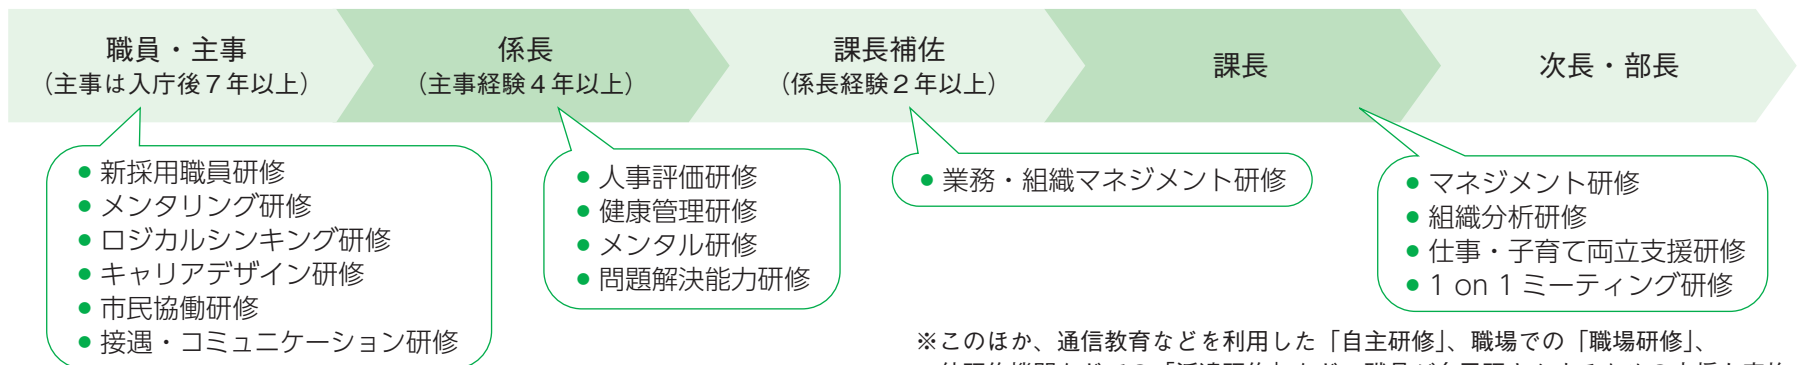 職員・主事
（主事は入庁後７年以上）
係長
（主事経験４年以上）
課長補佐
（係長経験２年以上）
課長
次長・部長
● 新採用職員研修
● メンタリング研修
● ロジカルシンキング研修
● キャリアデザイン研修
● 市民協働研修
● 接遇・コミュニケーション研修
● 人事評価研修
● 健康管理研修
● メンタル研修
● 問題解決能力研修
● 業務・組織マネジメント研修
● マネジメント研修
● 組織分析研修
● 仕事・子育て両立支援研修
● 1 on 1 ミーティング研修
※このほか、通信教育などを利用した「自主研修」、職場での「職場研修」、